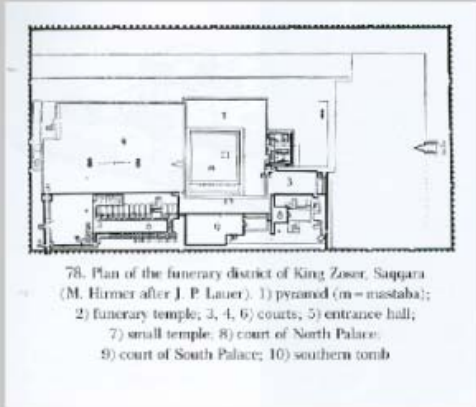 78. Plan of the funerary district of King Zoser, Saqqara
(M. Hirmer after J. P. Lauer). 1) pyramid (m=mastaba);
2) funerary temple; 3, 4, 6) courts; 5) entrance hall;
7) small temple; 8) court of North Palace;
9) court of South Palace; 10) southern tomb